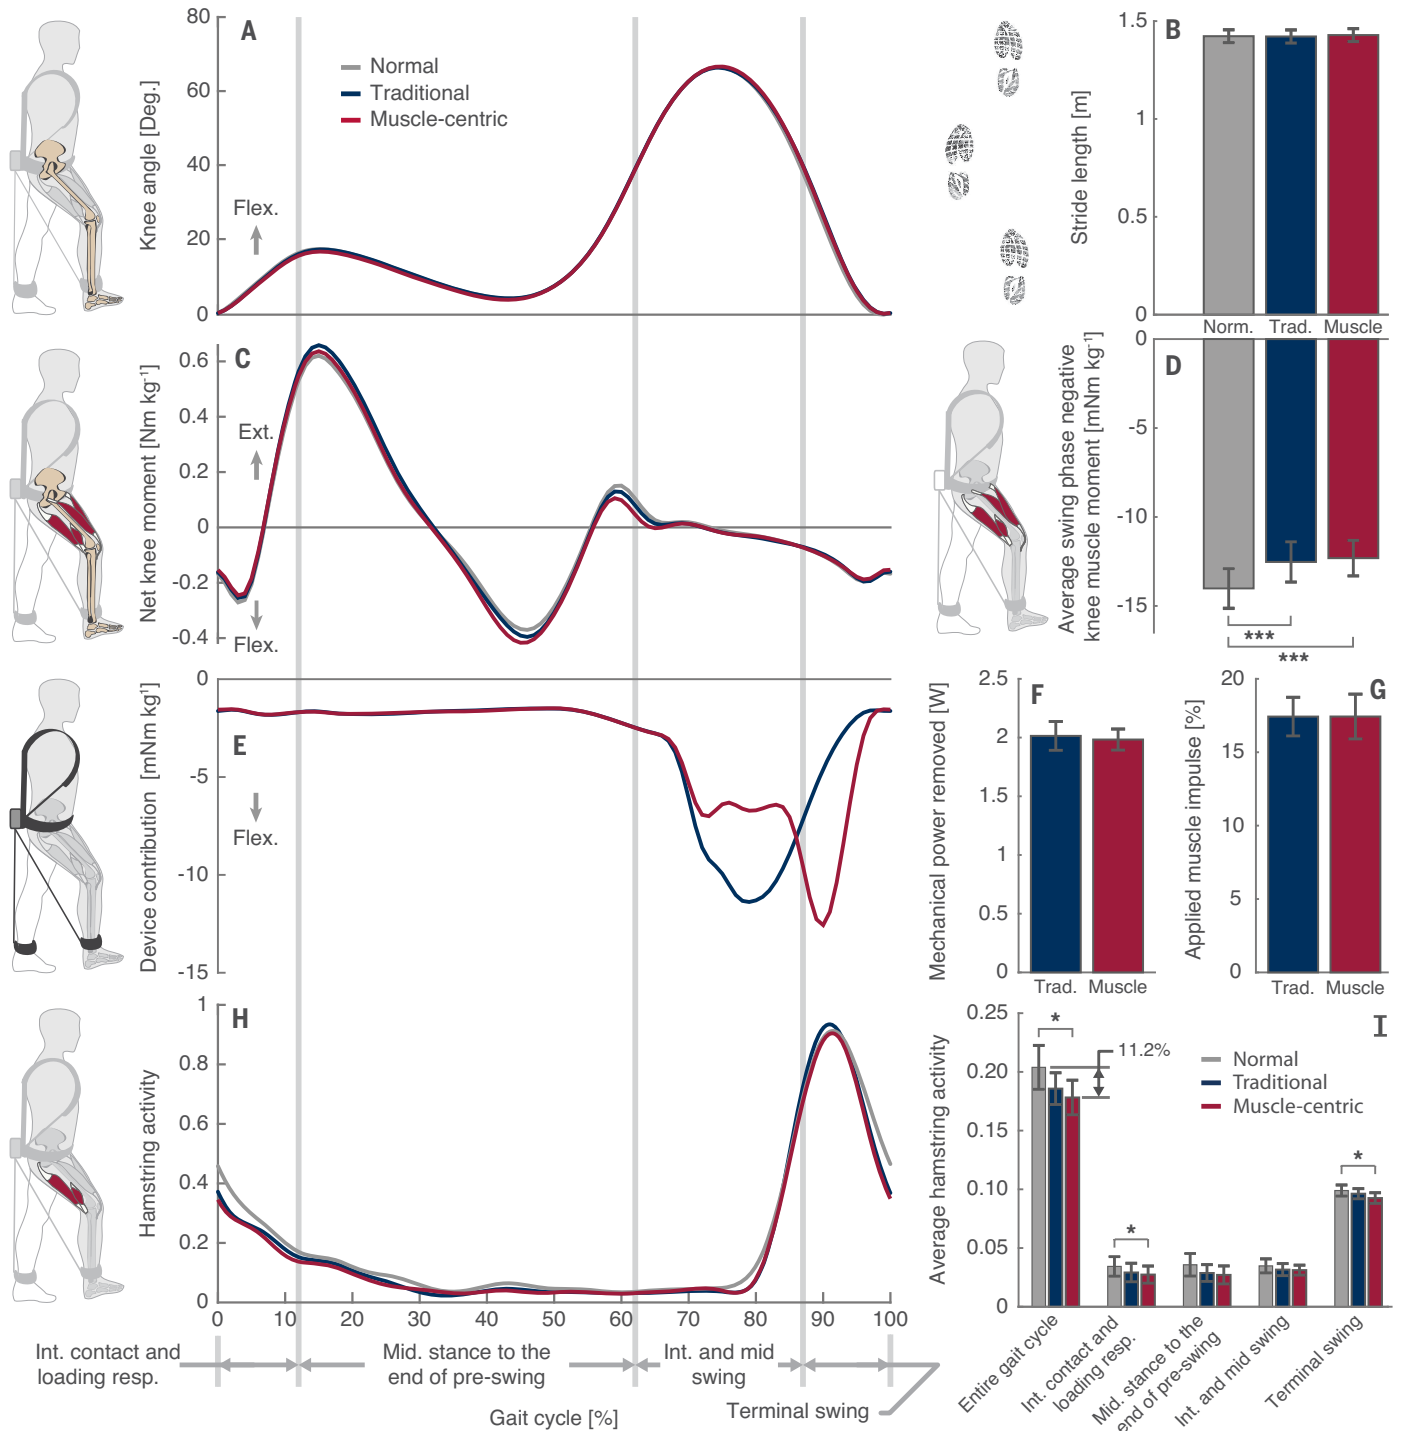 A
80
60
40
20
0
Knee angle [Deg.]
Normal
Traditional
Muscle-centric
Flex.
B
1.5
1
0.5
0
Stride length [m]
Norm.
Trad.
Muscle
C
0.6
0.4
0.2
0
-0.2
-0.4
Net knee moment [Nm kg-1]
Ext.
Flex.
D
0
-5
-10
-15
Average swing phase negative
knee muscle moment [mNm kg-1]
***
***
E
0
-5
-10
-15
Device contribution [mNm kg1]
Flex.
F
2.5
2
1.5
1
0.5
0
Mechanical power removed [W]
Trad.
Muscle
G
20
15
10
5
0
Applied muscle impulse [%]
Trad.
Muscle
H
1
0.8
0.6
0.4
0.2
0
Hamstring activity
0 10 20 30 40 50 60 70 80 90 100
Int. contact and
loading resp.
Mid. stance to the
end of pre-swing
Int. and mid
swing
Terminal swing
Gait cycle [%]
I
0.25
0.20
0.15
0.10
0.05
0
Average hamstring activity
*
11.2%
*
*
Normal
Traditional
Muscle-centric
Entire gait cycle
Int. contact and
loading resp.
Mid. stance to the
end of pre-swing
Int. and mid swing
Terminal swing